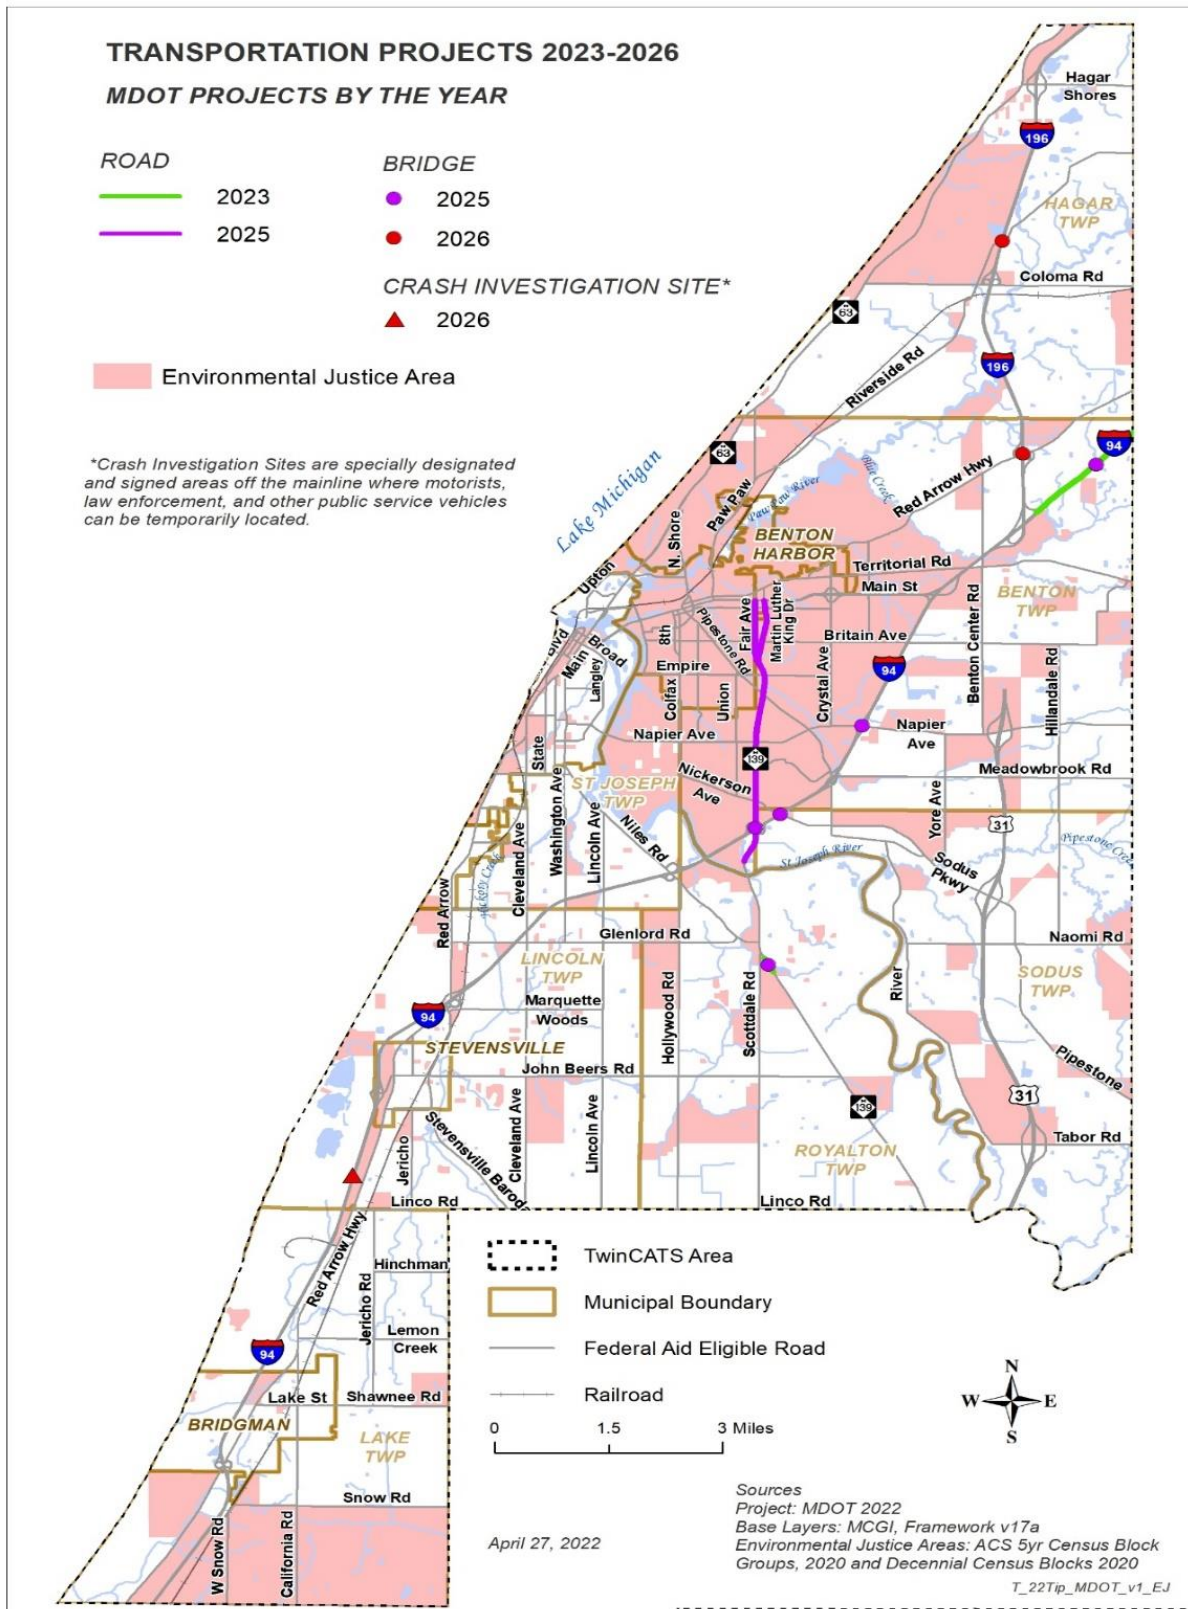 TRANSPORTATION PROJECTS 2023-2026
MDOT PROJECTS BY THE YEAR
ROAD
2023
2025
BRIDGE
2025
2026
CRASH INVESTIGATION SITE*
2026
Environmental Justice Area
*Crash Investigation Sites are specially designated
and signed areas off the mainline where motorists,
law enforcement, and other public service vehicles
can be temporarily located.
Hagar
Shores
196
HAGAR
TWP
Coloma Rd
63
196
Riverside Rd
94
63
Lake Michigan
Paw Paw
Paw Paw River
Blue Creek
Red Arrow Hwy
N. Shore
BENTON
HARBOR
Upton
Territorial Rd
Main St
BENTON
TWP
Fair Ave
Martin Luther
King Dr
Pipestone Rd
8th
Britain Ave
Benton Center Rd
Hillandale Rd
Broad
Main
Langley
Empire
94
Colfax
Union
Crystal Ave
Napier Ave
Napier
Ave
State
139
Nickerson
Ave
Meadowbrook Rd
ST JOSEPH
TWP
Washington Ave
Lincoln Ave
Cleveland Ave
Niles Rd
Yore Ave
31
Pipestone Creek
St Joseph River
Sodus
Pkwy
Hickory Creek
Red Arrow
Glenlord Rd
Naomi Rd
LINCOLN
TWP
River
SODUS
TWP
Marquette
Woods
94
Hollywood Rd
Scottdale Rd
STEVENSVILLE
John Beers Rd
Pipestone
31
139
Cleveland Ave
Lincoln Ave
Stevensville Baroda
Jericho
ROYALTON
TWP
Tabor Rd
Linco Rd
Linco Rd
Red Arrow Hwy
Hinchman
Jericho Rd
Lemon
Creek
94
Lake St
Shawnee Rd
BRIDGMAN
LAKE
TWP
Snow Rd
W Snow Rd
California Rd
TwinCATS Area
Municipal Boundary
Federal Aid Eligible Road
Railroad
0 1.5 3 Miles
N
W E
S
April 27, 2022
Sources
Project: MDOT 2022
Base Layers: MCGI, Framework v17a
Environmental Justice Areas: ACS 5yr Census Block
Groups, 2020 and Decennial Census Blocks 2020
T_22Tip_MDOT_v1_EJ